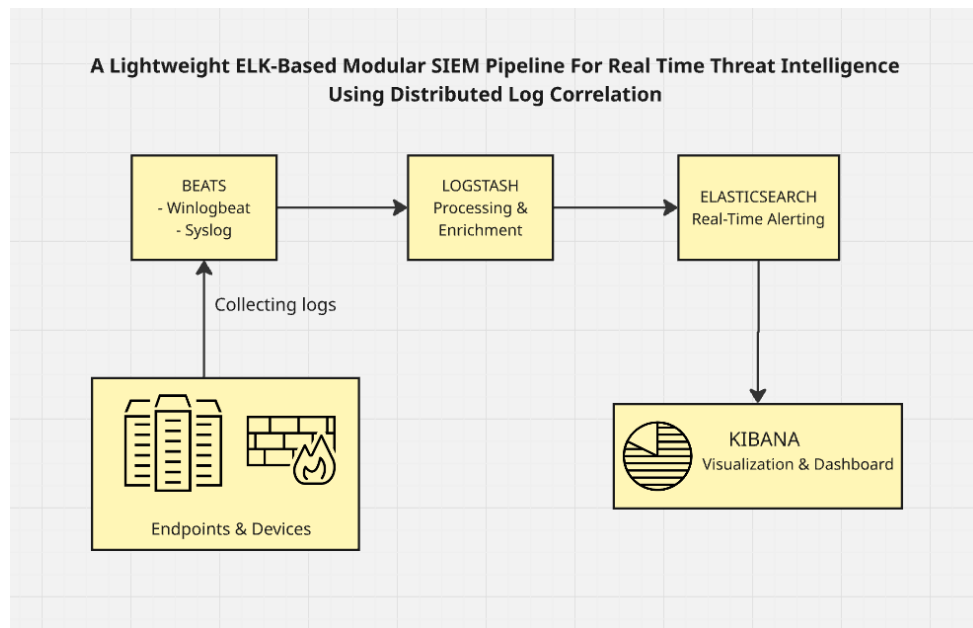 A Lightweight ELK-Based Modular SIEM Pipeline For Real Time Threat Intelligence
Using Distributed Log Correlation
BEATS
- Winlogbeat
- Syslog
LOGSTASH
Processing &
Enrichment
ELASTICSEARCH
Real-Time Alerting
Collecting logs
Endpoints & Devices
KIBANA
Visualization & Dashboard